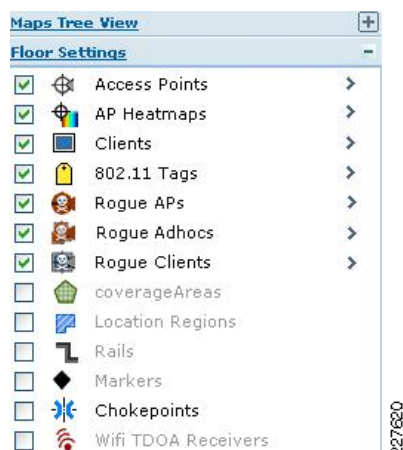 Maps Tree View
Floor Settings
Access Points
AP Heatmaps
Clients
802.11 Tags
Rogue APs
Rogue Adhocs
Rogue Clients
coverageAreas
Location Regions
Rails
Markers
Chokepoints
Wifi TDOA Receivers
227620